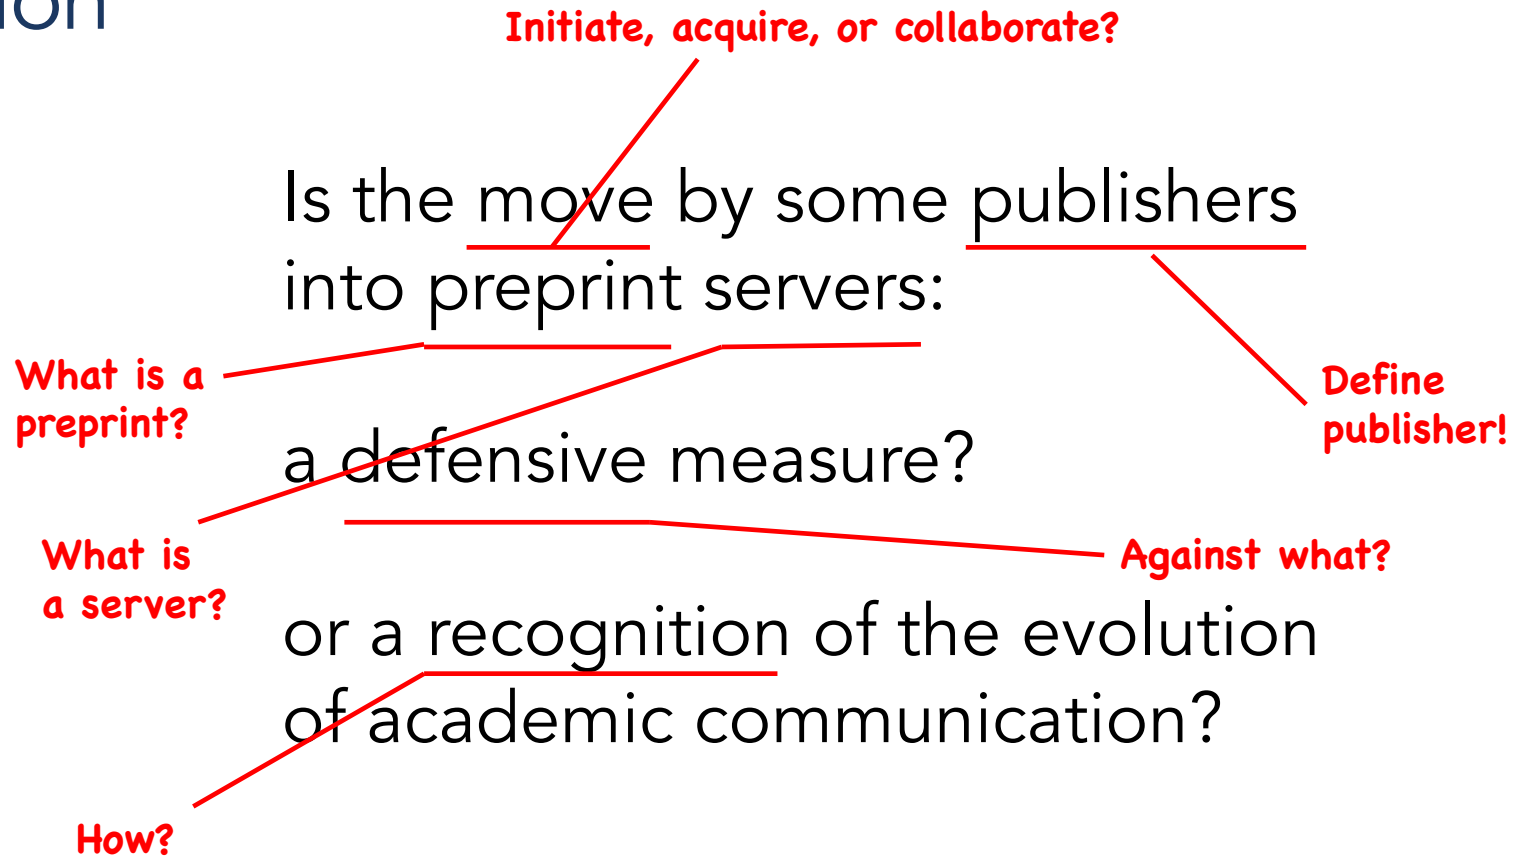 Initiate, acquire, or collaborate?
Is the move by some publishers
into preprint servers:
What is a
preprint?
Define
publisher!
a defensive measure?
What is
a server?
Against what?
or a recognition of the evolution
of academic communication?
How?